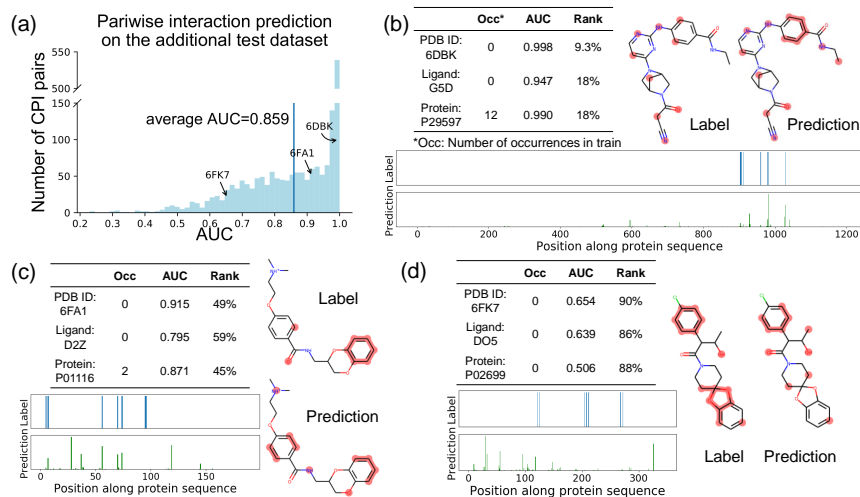 (a)
Pariwise interaction prediction
on the additional test dataset
Number of CPI pairs
550
500
150
100
50
0
average AUC=0.859
6DBK
6FA1
6FK7
0.2 0.3 0.4 0.5 0.6 0.7 0.8 0.9 1.0
AUC
(b)
Occ* AUC Rank
PDB ID: 6DBK 0 0.998 9.3%
Ligand: G5D 0 0.947 18%
Protein: P29597 12 0.990 18%
*Occ: Number of occurrences in train
Label
Prediction
Prediction Label
0 200 400 600 800 1000 1200
Position along protein sequence
(c)
Occ AUC Rank
PDB ID: 6FA1 0 0.915 49%
Ligand: D2Z 0 0.795 59%
Protein: P01116 2 0.871 45%
Label
Prediction
Prediction Label
0 50 100 150
Position along protein sequence
(d)
Occ AUC Rank
PDB ID: 6FK7 0 0.654 90%
Ligand: DO5 0 0.639 86%
Protein: P02699 0 0.506 88%
Prediction Label
0 100 200 300
Position along protein sequence
Label
Prediction